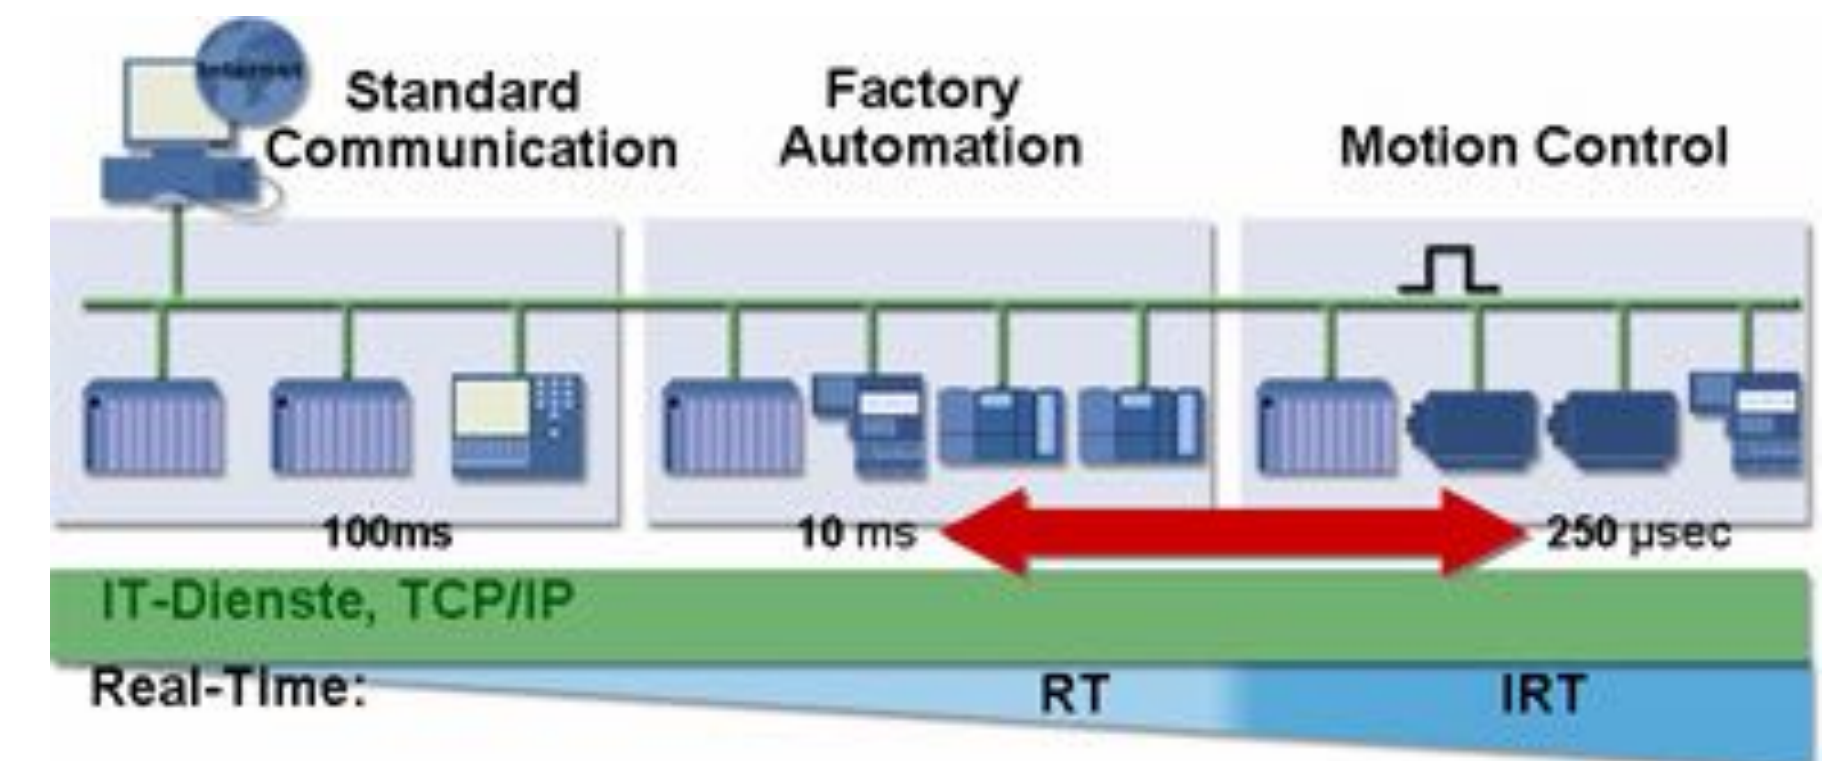 Internet
Standard
Communication
Factory
Automation
Motion Control
100ms
10 ms
250 µsec
IT-Dienste, TCP/IP
Real-Time:
RT
IRT